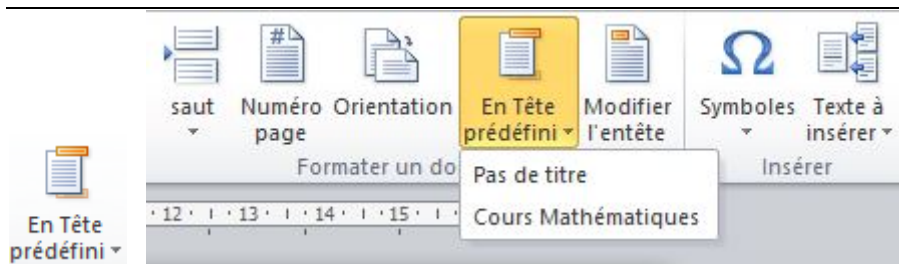 saut
Numéro page
Orientation
En Tête prédéfini
Modifier l'entête
Symboles
Texte à insérer
Formater un do
Insérer
Pas de titre
Cours Mathématiques
· 12 · ı · 13 · ı · 14 · ı · 15 · ı ·
En Tête
prédéfini